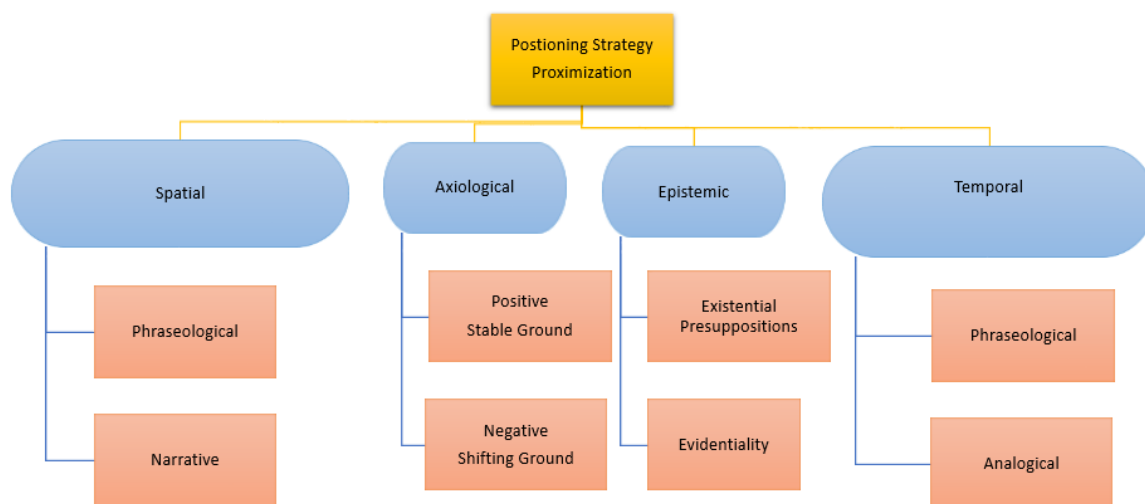 Postioning Strategy
Proximization
Spatial
Axiological
Epistemic
Temporal
Phraseological
Narrative
Positive
Stable Ground
Negative
Shifting Ground
Existential
Presuppositions
Evidentiality
Phraseological
Analogical